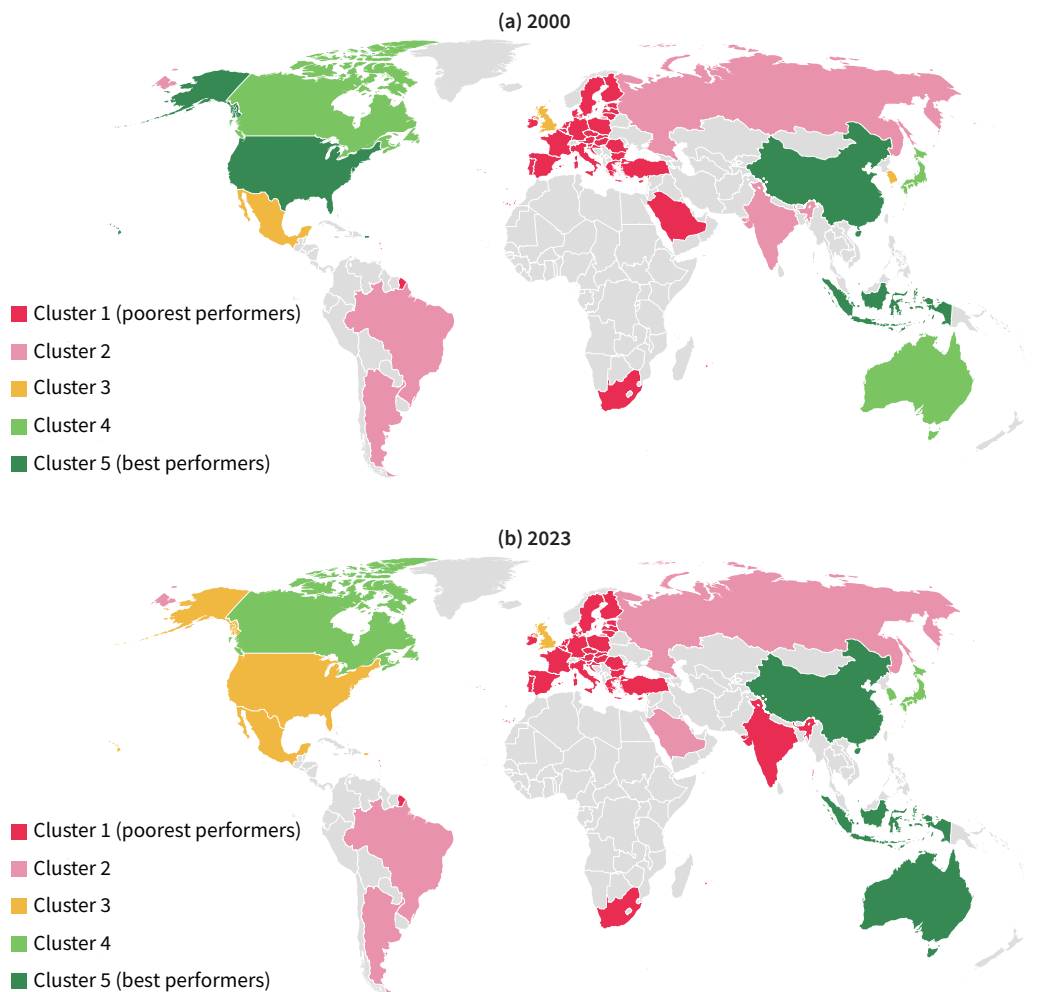 (a) 2000
Cluster 1 (poorest performers)
Cluster 2
Cluster 3
Cluster 4
Cluster 5 (best performers)
(b) 2023
Cluster 1 (poorest performers)
Cluster 2
Cluster 3
Cluster 4
Cluster 5 (best performers)